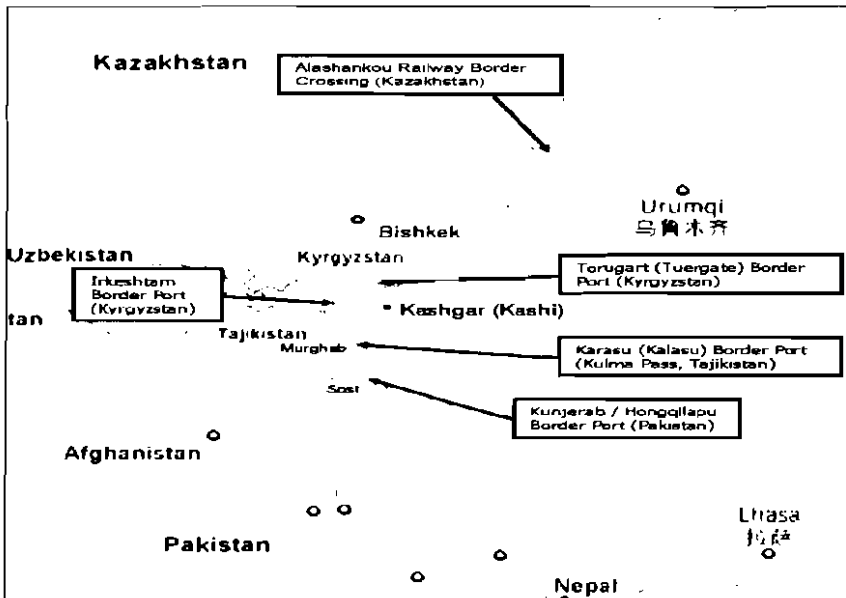 Kazakhstan
Alashankou Railway Border
Crossing (Kazakhstan)
Urumqi
乌鲁木齐
Bishkek
Uzbekistan
Kyrgyzstan
Torugart (Tuergate) Border
Port (Kyrgyzstan)
Irkeshtam
Border Port
(Kyrgyzstan)
Kashgar (Kashi)
tan
Tajikistan
Murghab
Karasu (Kalasu) Border Port
(Kulma Pass, Tajikistan)
Sost
Kunjerab / Hongqilapu
Border Port (Pakistan)
Afghanistan
Lhasa
拉萨
Pakistan
Nepal